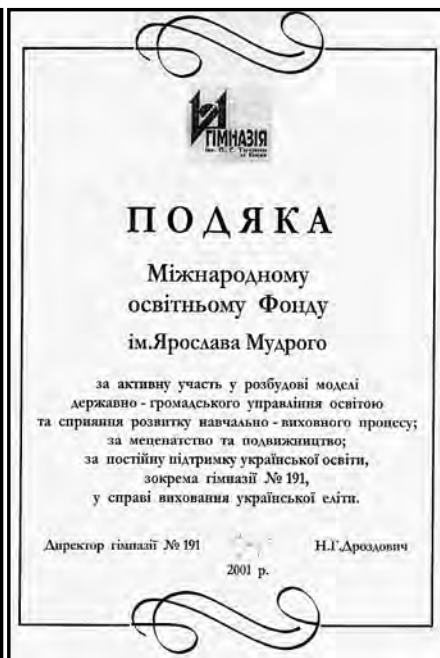 ГІМНАЗІЯ
ПОДЯКА
Міжнародному
освітньому Фонду
ім.Ярослава Мудрого
за активну участь у розбудові моделі
державно - громадського управління освітою
та сприяння розвитку навчально - виховного процесу;
за меценатство та подвижництво;
за постійну підтримку української освіти,
зокрема гімназії № 191,
у справі виховання української еліти.
Директор гімназії № 191 Н.Г.Дроздович
2001 р.